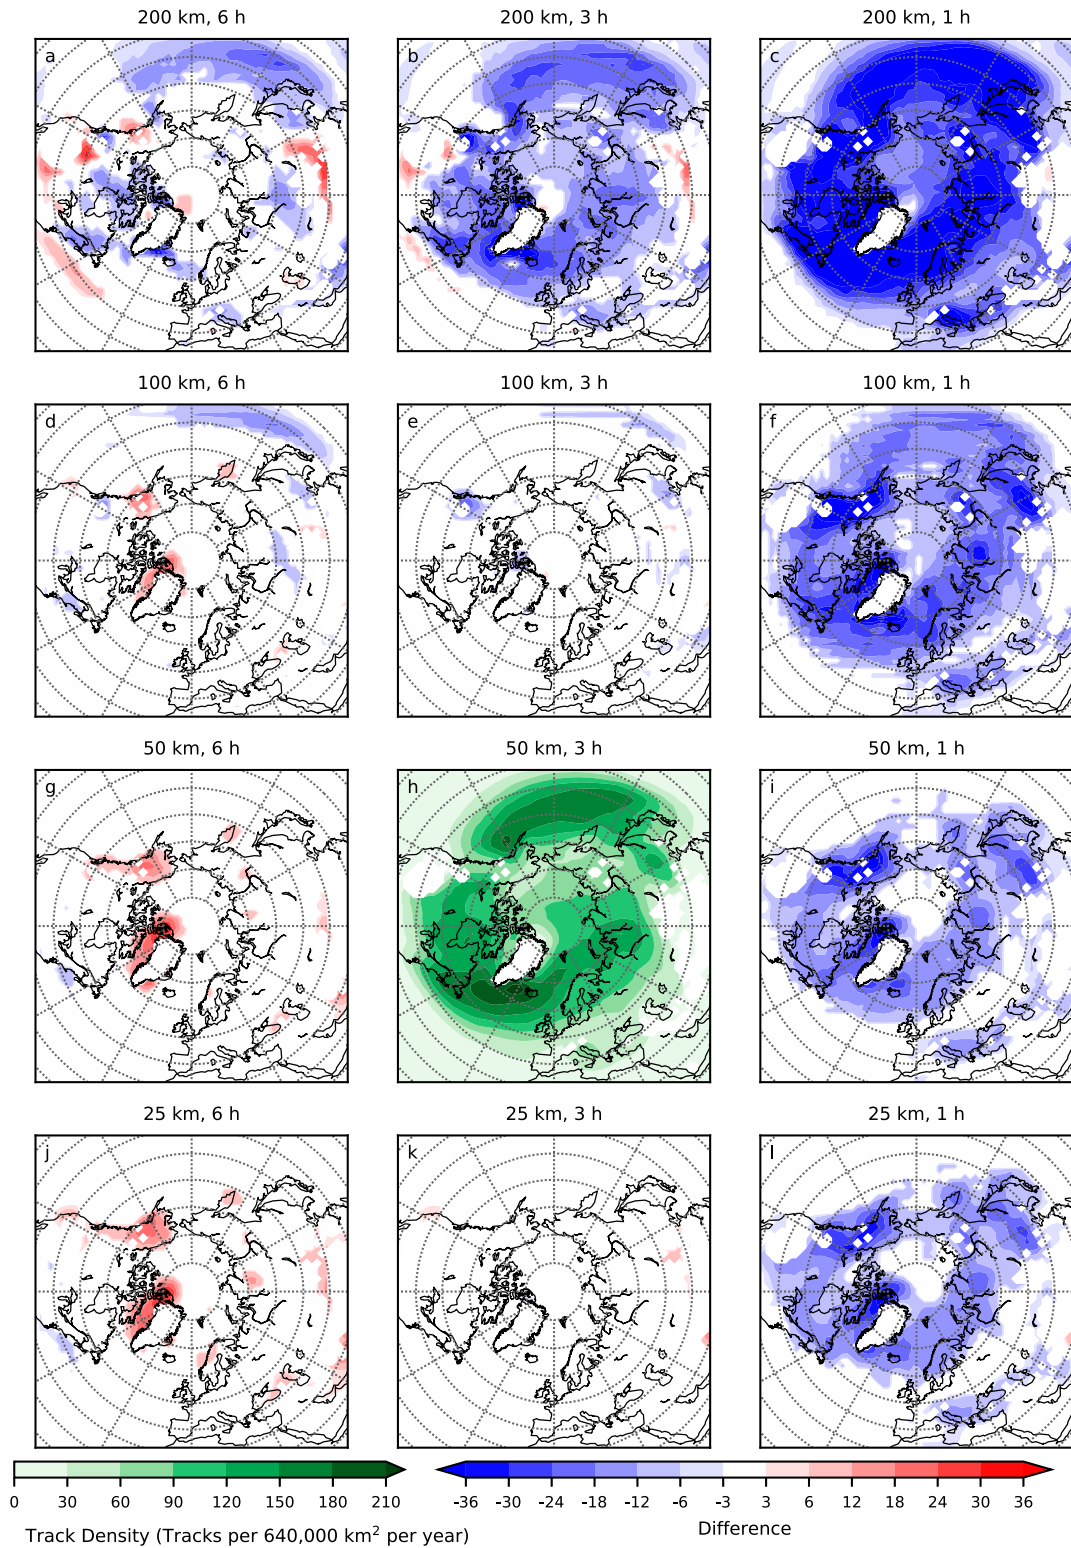 200 km, 6 h
200 km, 3 h
200 km, 1 h
a
b
c
100 km, 6 h
100 km, 3 h
100 km, 1 h
d
e
f
50 km, 6 h
50 km, 3 h
50 km, 1 h
g
h
i
25 km, 6 h
25 km, 3 h
25 km, 1 h
j
k
l
0 30 60 90 120 150 180 210
-36 -30 -24 -18 -12 -6 -3 3 6 12 18 24 30 36
Track Density (Tracks per 640,000 km² per year)
Difference